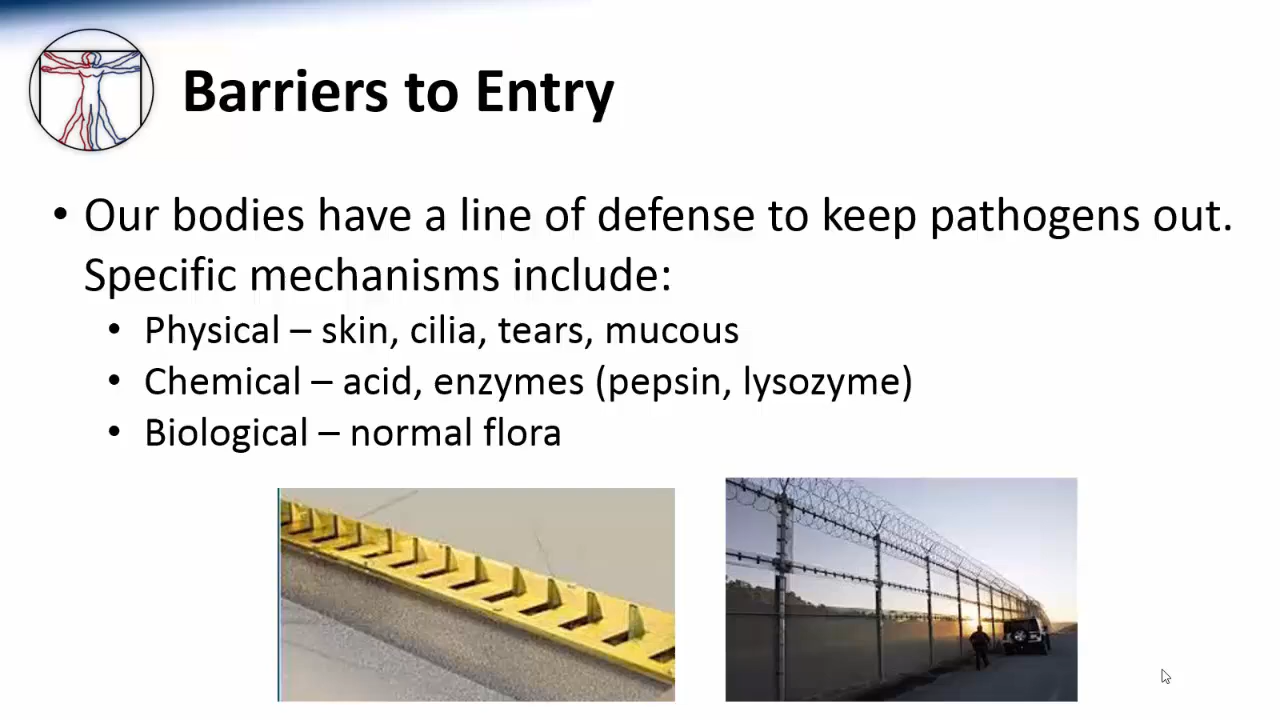 Barriers to Entry
• Our bodies have a line of defense to keep pathogens out.
Specific mechanisms include:
• Physical – skin, cilia, tears, mucous
• Chemical – acid, enzymes (pepsin, lysozyme)
• Biological – normal flora